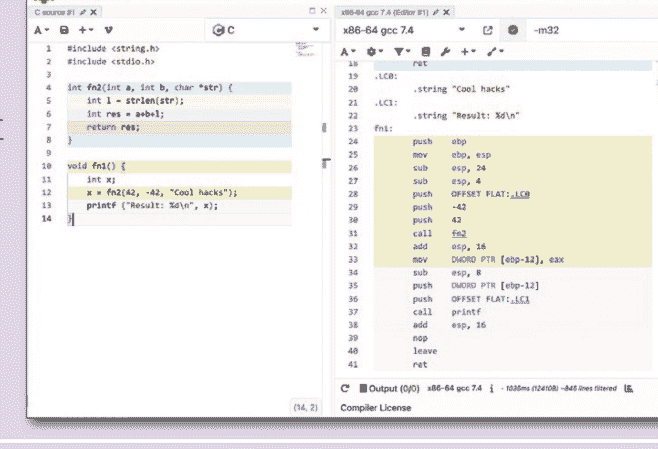 C source #1
A
C
1 #include <string.h>
2 #include <stdio.h>
3
4 int fn2(int a, int b, char *str) {
5 int l = strlen(str);
6 int res = a+b+l;
7 return res;
8 }
9
10 void fn1() {
11 int x;
12 x = fn2(42, -42, "Cool hacks");
13 printf ("Result: %d\n", x);
14 }
(14, 2)
x86-64 gcc 7.4 (Editor #1)
x86-64 gcc 7.4
-m32
A
18 ret
19 .LC0:
20 .string "Cool hacks"
21 .LC1:
22 .string "Result: %d\n"
23 fn1:
24 push ebp
25 mov ebp, esp
26 sub esp, 24
27 sub esp, 4
28 push OFFSET FLAT:.LC0
29 push -42
30 push 42
31 call fn2
32 add esp, 16
33 mov DWORD PTR [ebp-12], eax
34 sub esp, 8
35 push DWORD PTR [ebp-12]
36 push OFFSET FLAT:.LC1
37 call printf
38 add esp, 16
39 nop
40 leave
41 ret
Output (0/0) x86-64 gcc 7.4 i - 1035ms (12410B) ~846 lines filtered
Compiler License